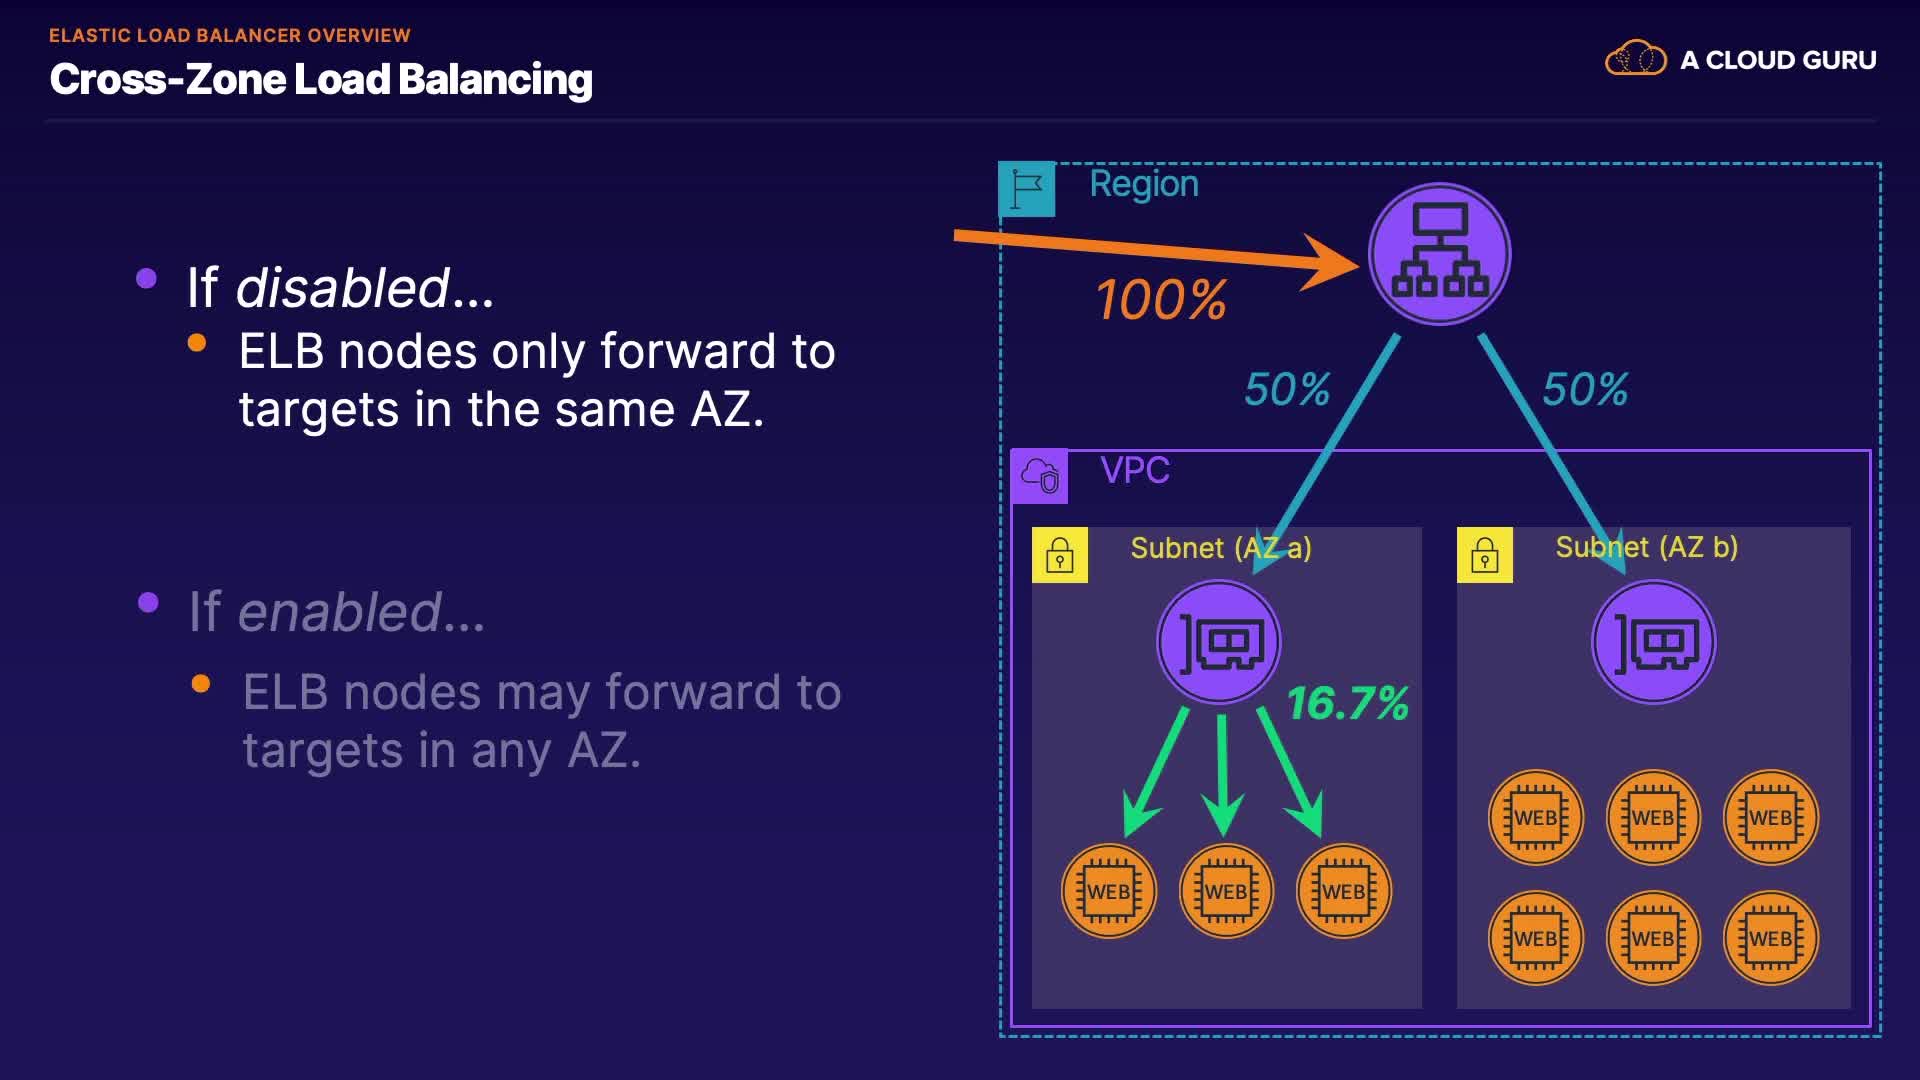 ELASTIC LOAD BALANCER OVERVIEW
Cross-Zone Load Balancing
A CLOUD GURU
If disabled...
ELB nodes only forward to
targets in the same AZ.
If enabled...
ELB nodes may forward to
targets in any AZ.
Region
100%
50%
50%
VPC
Subnet (AZ a)
Subnet (AZ b)
16.7%
WEB WEB WEB
WEB WEB WEB
WEB WEB WEB